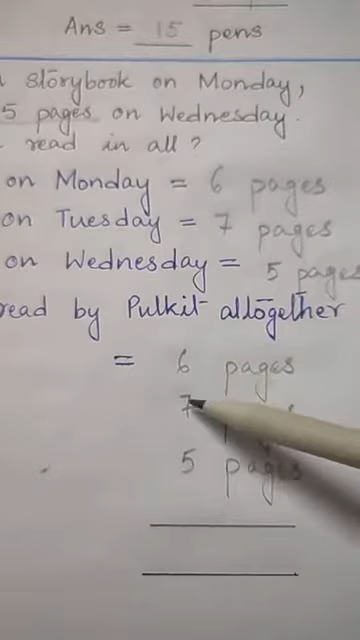 Ans = 15 pens
storybook on Monday,
5 pages on Wednesday.
read in all?
on Monday = 6 pages
on Tuesday = 7 pages
on Wednesday = 5 pages
read by Pulkit altogether
= 6 pages
7
5 pages